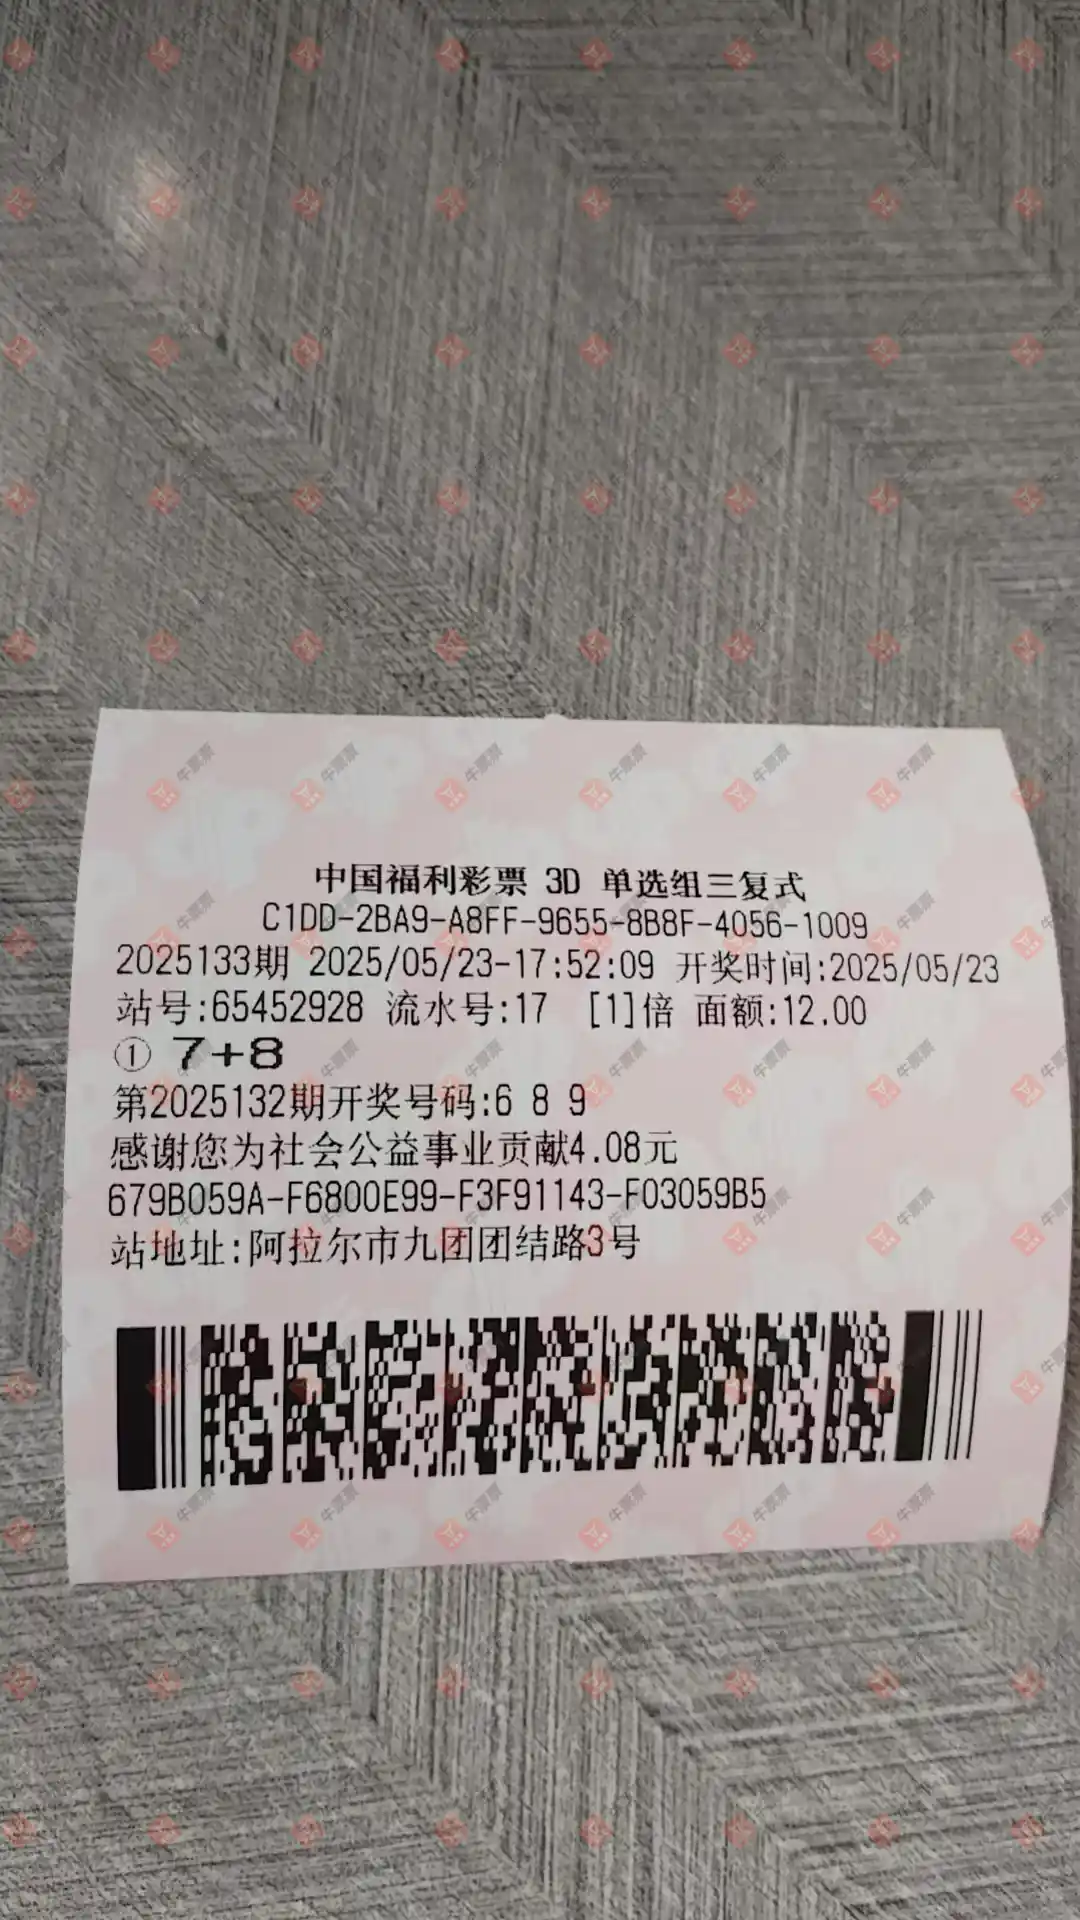 中国福利彩票 3D 单选组三复式
C1DD-2BA9-A8FF-9655-8B8F-4056-1009
2025133期 2025/05/23-17:52:09 开奖时间:2025/05/23
站号:65452928 流水号:17 [1]倍 面额:12.00
① 7+8
第2025132期开奖号码:6 8 9
感谢您为社会公益事业贡献4.08元
679B059A-F6800E99-F3F91143-F03059B5
站地址:阿拉尔市九团团结路3号
牛票票